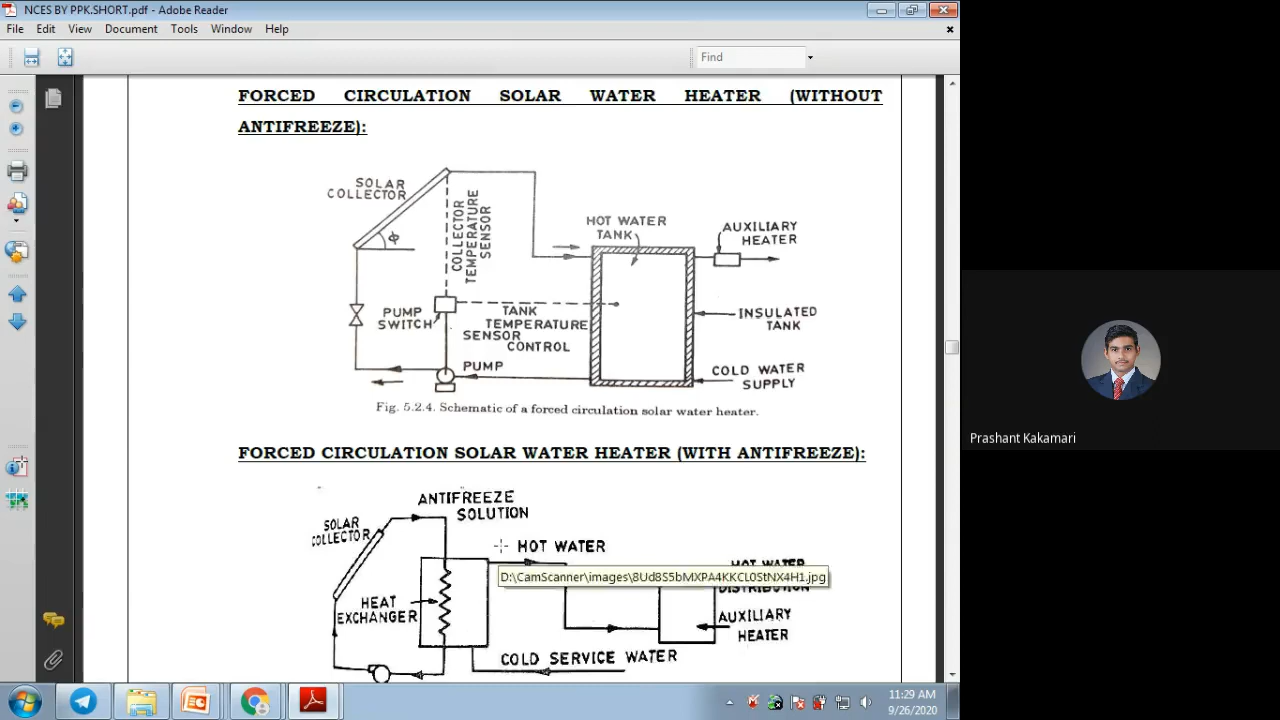 NCES BY PPK.SHORT.pdf - Adobe Reader
File Edit View Document Tools Window Help
Find
FORCED CIRCULATION SOLAR WATER HEATER (WITHOUT
ANTIFREEZE):
SOLAR
COLLECTOR
COLLECTOR
TEMPERATURE
SENSOR
ϕ
HOT WATER
TANK
AUXILIARY
HEATER
PUMP
SWITCH
TANK
TEMPERATURE
SENSOR
CONTROL
INSULATED
TANK
PUMP
COLD WATER
SUPPLY
Fig. 5.2.4. Schematic of a forced circulation solar water heater.
FORCED CIRCULATION SOLAR WATER HEATER (WITH ANTIFREEZE):
ANTIFREEZE
SOLUTION
SOLAR
COLLECTOR
HOT WATER
HOT WATER
DISTRIBUTION
D:\CamScanner\images\8Ud8S5bMXPA4KKCL0StNX4H1.jpg
HEAT
EXCHANGER
AUXILIARY
HEATER
COLD SERVICE WATER
Prashant Kakamari
11:29 AM
9/26/2020